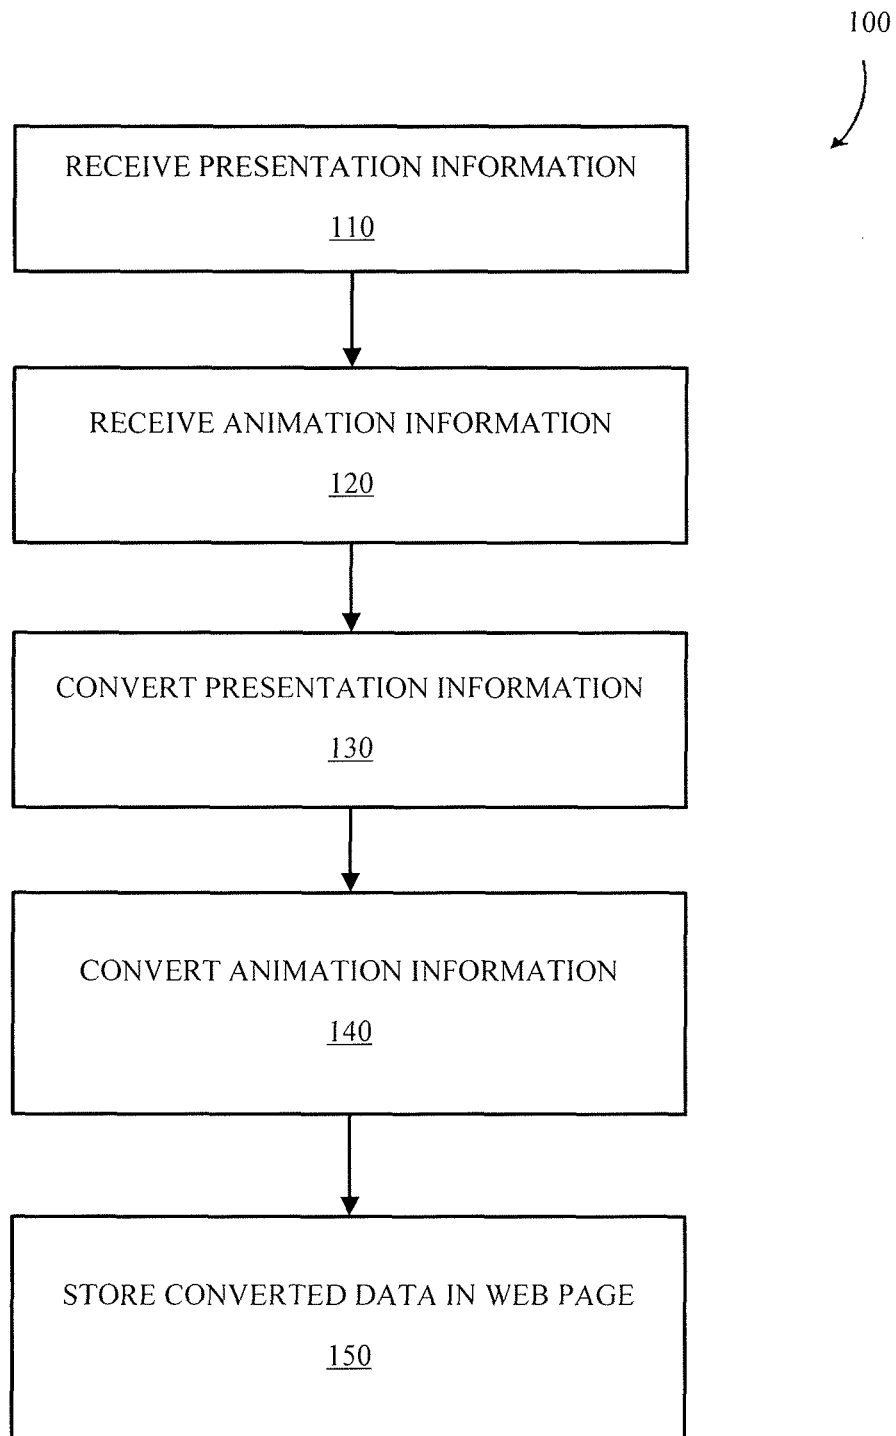 100
RECEIVE PRESENTATION INFORMATION
110
RECEIVE ANIMATION INFORMATION
120
CONVERT PRESENTATION INFORMATION
130
CONVERT ANIMATION INFORMATION
140
STORE CONVERTED DATA IN WEB PAGE
150